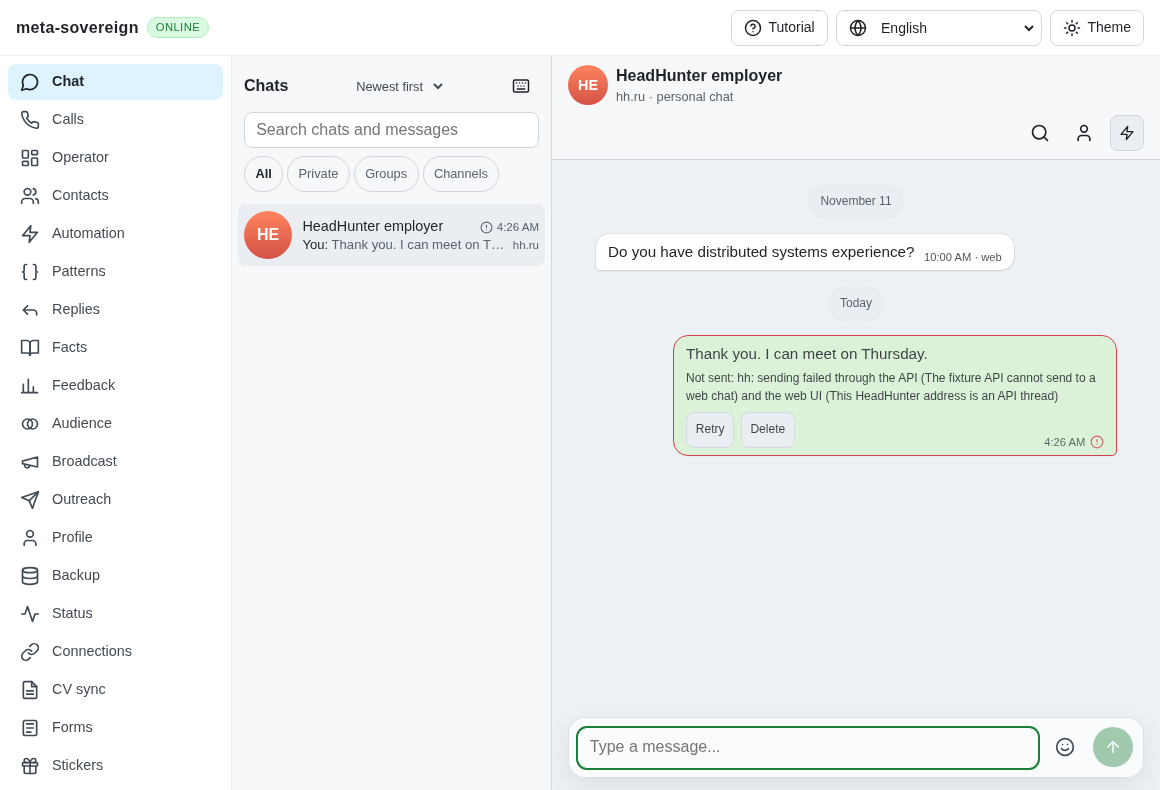 meta-sovereign ONLINE
Tutorial
English
Theme
Chat
Calls
Operator
Contacts
Automation
Patterns
Replies
Facts
Feedback
Audience
Broadcast
Outreach
Profile
Backup
Status
Connections
CV sync
Forms
Stickers
Chats
Newest first
Search chats and messages
All Private Groups Channels
HE
HeadHunter employer 4:26 AM
You: Thank you. I can meet on T… hh.ru
HE
HeadHunter employer
hh.ru · personal chat
November 11
Do you have distributed systems experience? 10:00 AM · web
Today
Thank you. I can meet on Thursday.
Not sent: hh: sending failed through the API (The fixture API cannot send to a
web chat) and the web UI (This HeadHunter address is an API thread)
Retry Delete
4:26 AM
Type a message...